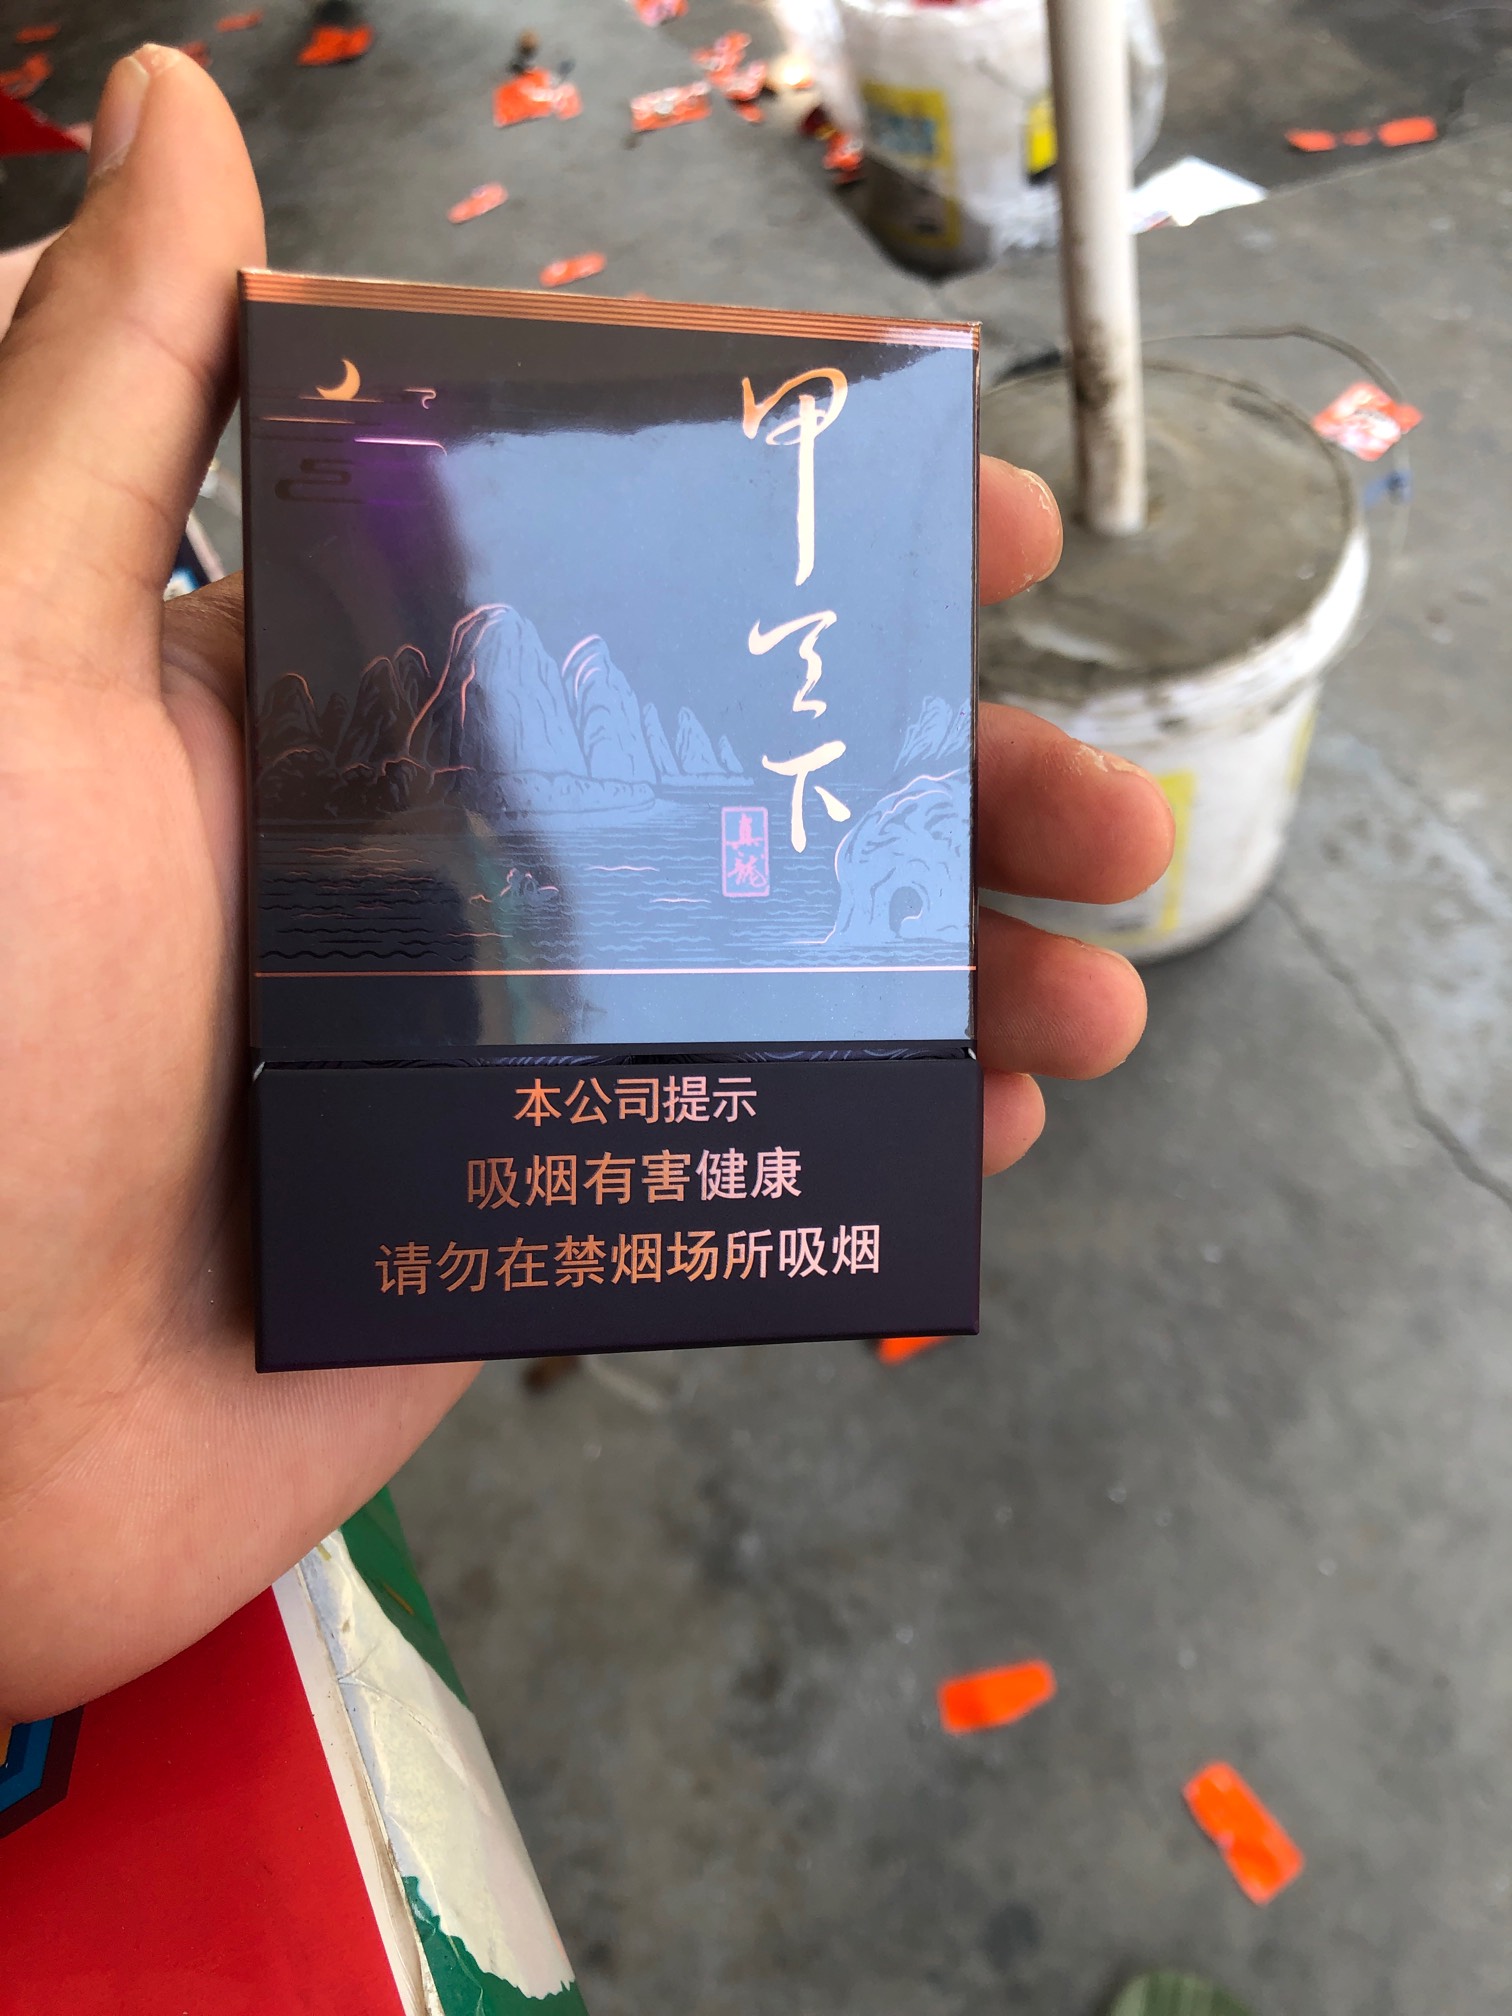 甲天下
真龍
本公司提示
吸烟有害健康
请勿在禁烟场所吸烟